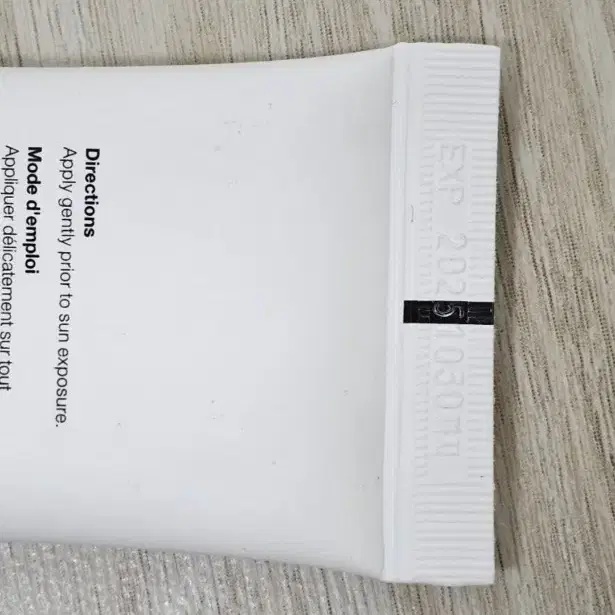 EXP 20251030
Directions
Apply gently prior to sun exposure.
Mode d'emploi
Appliquer délicatement sur tout